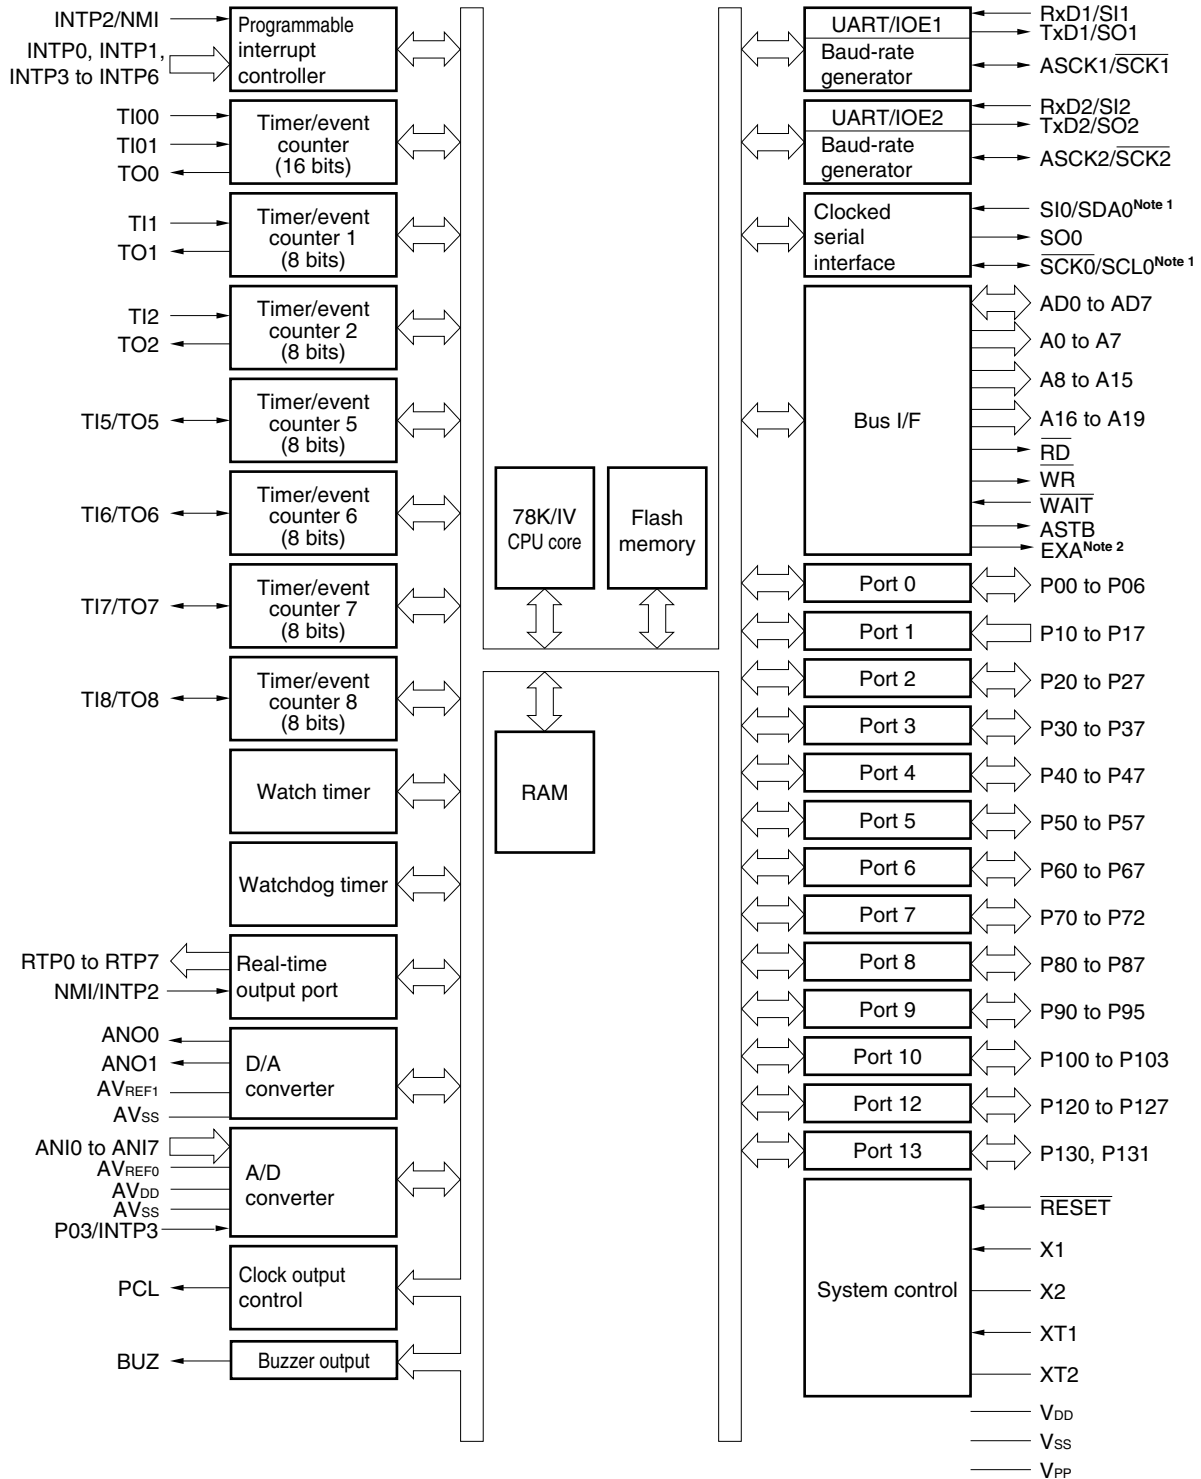 INTP2/NMI
INTP0, INTP1,
INTP3 to INTP6
Programmable
interrupt
controller
TI00
TI01
TO0
Timer/event
counter
(16 bits)
TI1
TO1
Timer/event
counter 1
(8 bits)
TI2
TO2
Timer/event
counter 2
(8 bits)
TI5/TO5
Timer/event
counter 5
(8 bits)
TI6/TO6
Timer/event
counter 6
(8 bits)
TI7/TO7
Timer/event
counter 7
(8 bits)
TI8/TO8
Timer/event
counter 8
(8 bits)
Watch timer
Watchdog timer
RTP0 to RTP7
NMI/INTP2
Real-time
output port
ANO0
ANO1
AVREF1
AVSS
D/A
converter
ANI0 to ANI7
AVREF0
AVDD
AVSS
P03/INTP3
A/D
converter
PCL
Clock output
control
BUZ
Buzzer output
78K/IV
CPU core
Flash
memory
RAM
UART/IOE1
Baud-rate
generator
RxD1/SI1
TxD1/SO1
ASCK1/SCK1
UART/IOE2
Baud-rate
generator
RxD2/SI2
TxD2/SO2
ASCK2/SCK2
Clocked
serial
interface
SI0/SDA0Note 1
SO0
SCK0/SCL0Note 1
Bus I/F
AD0 to AD7
A0 to A7
A8 to A15
A16 to A19
RD
WR
WAIT
ASTB
EXANote 2
Port 0
P00 to P06
Port 1
P10 to P17
Port 2
P20 to P27
Port 3
P30 to P37
Port 4
P40 to P47
Port 5
P50 to P57
Port 6
P60 to P67
Port 7
P70 to P72
Port 8
P80 to P87
Port 9
P90 to P95
Port 10
P100 to P103
Port 12
P120 to P127
Port 13
P130, P131
System control
RESET
X1
X2
XT1
XT2
VDD
VSS
VPP